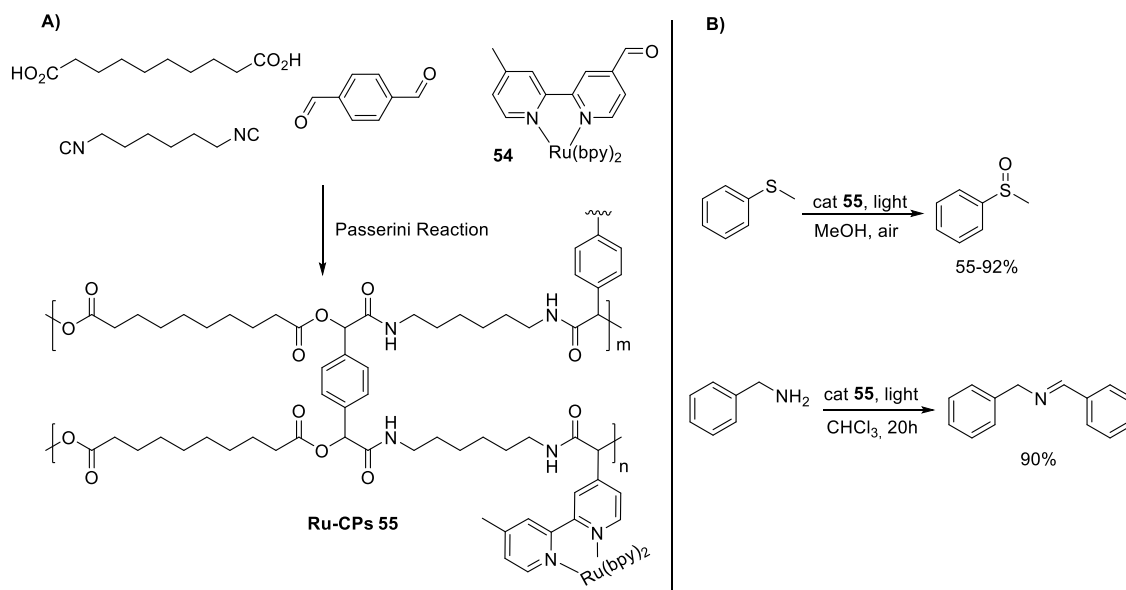 A)
HO2C CO2H
O
O
O
CN NC
N N
54 Ru(bpy)2
Passerini Reaction
O O O H
O O N N
H O O m
O O O H
O O N N
O O H n
N
N
Ru-CPs 55
Ru(bpy)2
B)
S cat 55, light O
S
MeOH, air
55-92%
NH2 cat 55, light N
CHCl3, 20h
90%